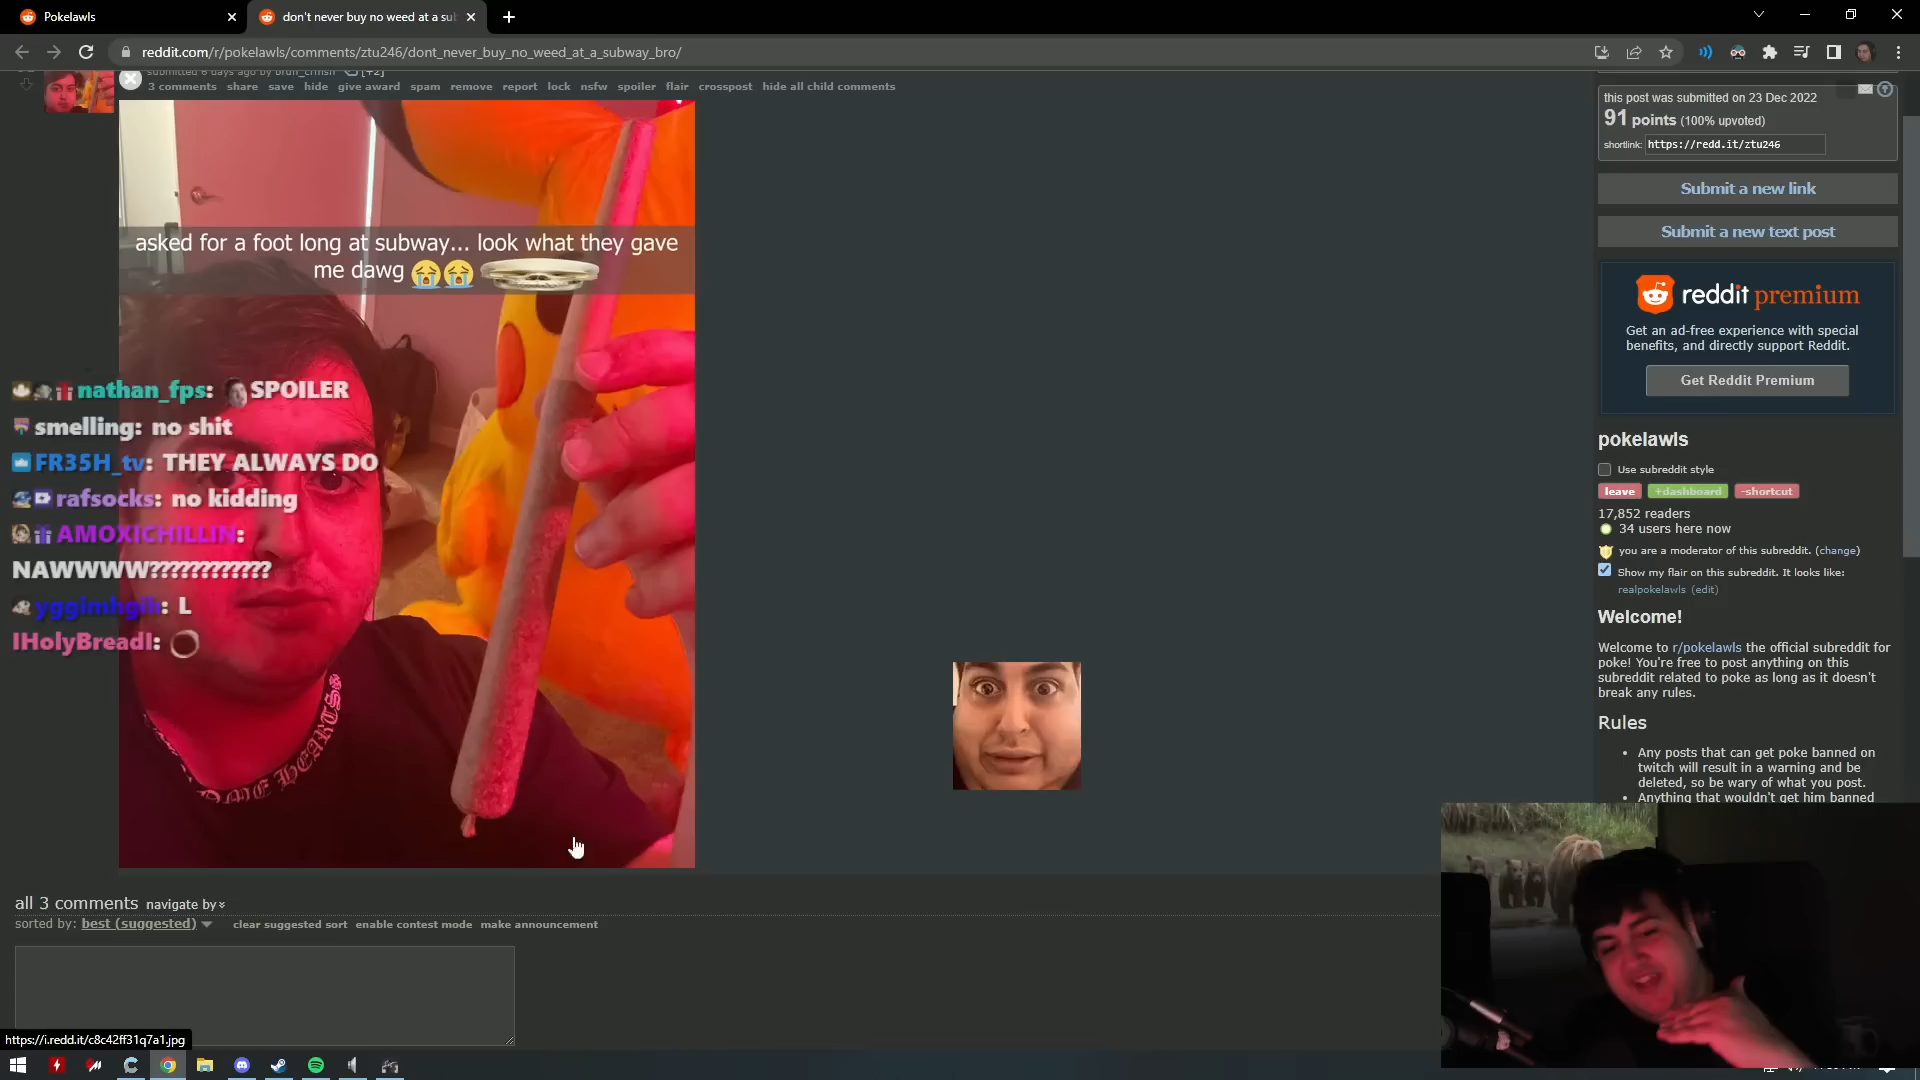 Pokelawls
don't never buy no weed at a su
reddit.com/r/pokelawls/comments/ztu246/dont_never_buy_no_weed_at_a_subway_bro/
submitted 6 days ago by [+2]
3 comments share save hide give award spam remove report lock nsfw spoiler flair crosspost hide all child comments
asked for a foot long at subway... look what they gave
me dawg 😭😭
nathan_fps: SPOILER
smelling: no shit
FR35H_tv: THEY ALWAYS DO
rafsocks: no kidding
AMOXICHILLIN:
NAWWWW????????????
yggimhgih: L
IHolyBreadI:
DME HEARTS
all 3 comments navigate by
sorted by: best (suggested) clear suggested sort enable contest mode make announcement
https://i.redd.it/c8c42ff31q7a1.jpg
this post was submitted on 23 Dec 2022
91 points (100% upvoted)
shortlink: https://redd.it/ztu246
Submit a new link
Submit a new text post
reddit premium
Get an ad-free experience with special
benefits, and directly support Reddit.
Get Reddit Premium
pokelawls
Use subreddit style
leave +dashboard -shortcut
17,852 readers
34 users here now
you are a moderator of this subreddit. (change)
Show my flair on this subreddit. It looks like:
realpokelawls (edit)
Welcome!
Welcome to r/pokelawls the official subreddit for
poke! You're free to post anything on this
subreddit related to poke as long as it doesn't
break any rules.
Rules
• Any posts that can get poke banned on
twitch will result in a warning and be
deleted, so be wary of what you post.
• Anything that wouldn't get him banned